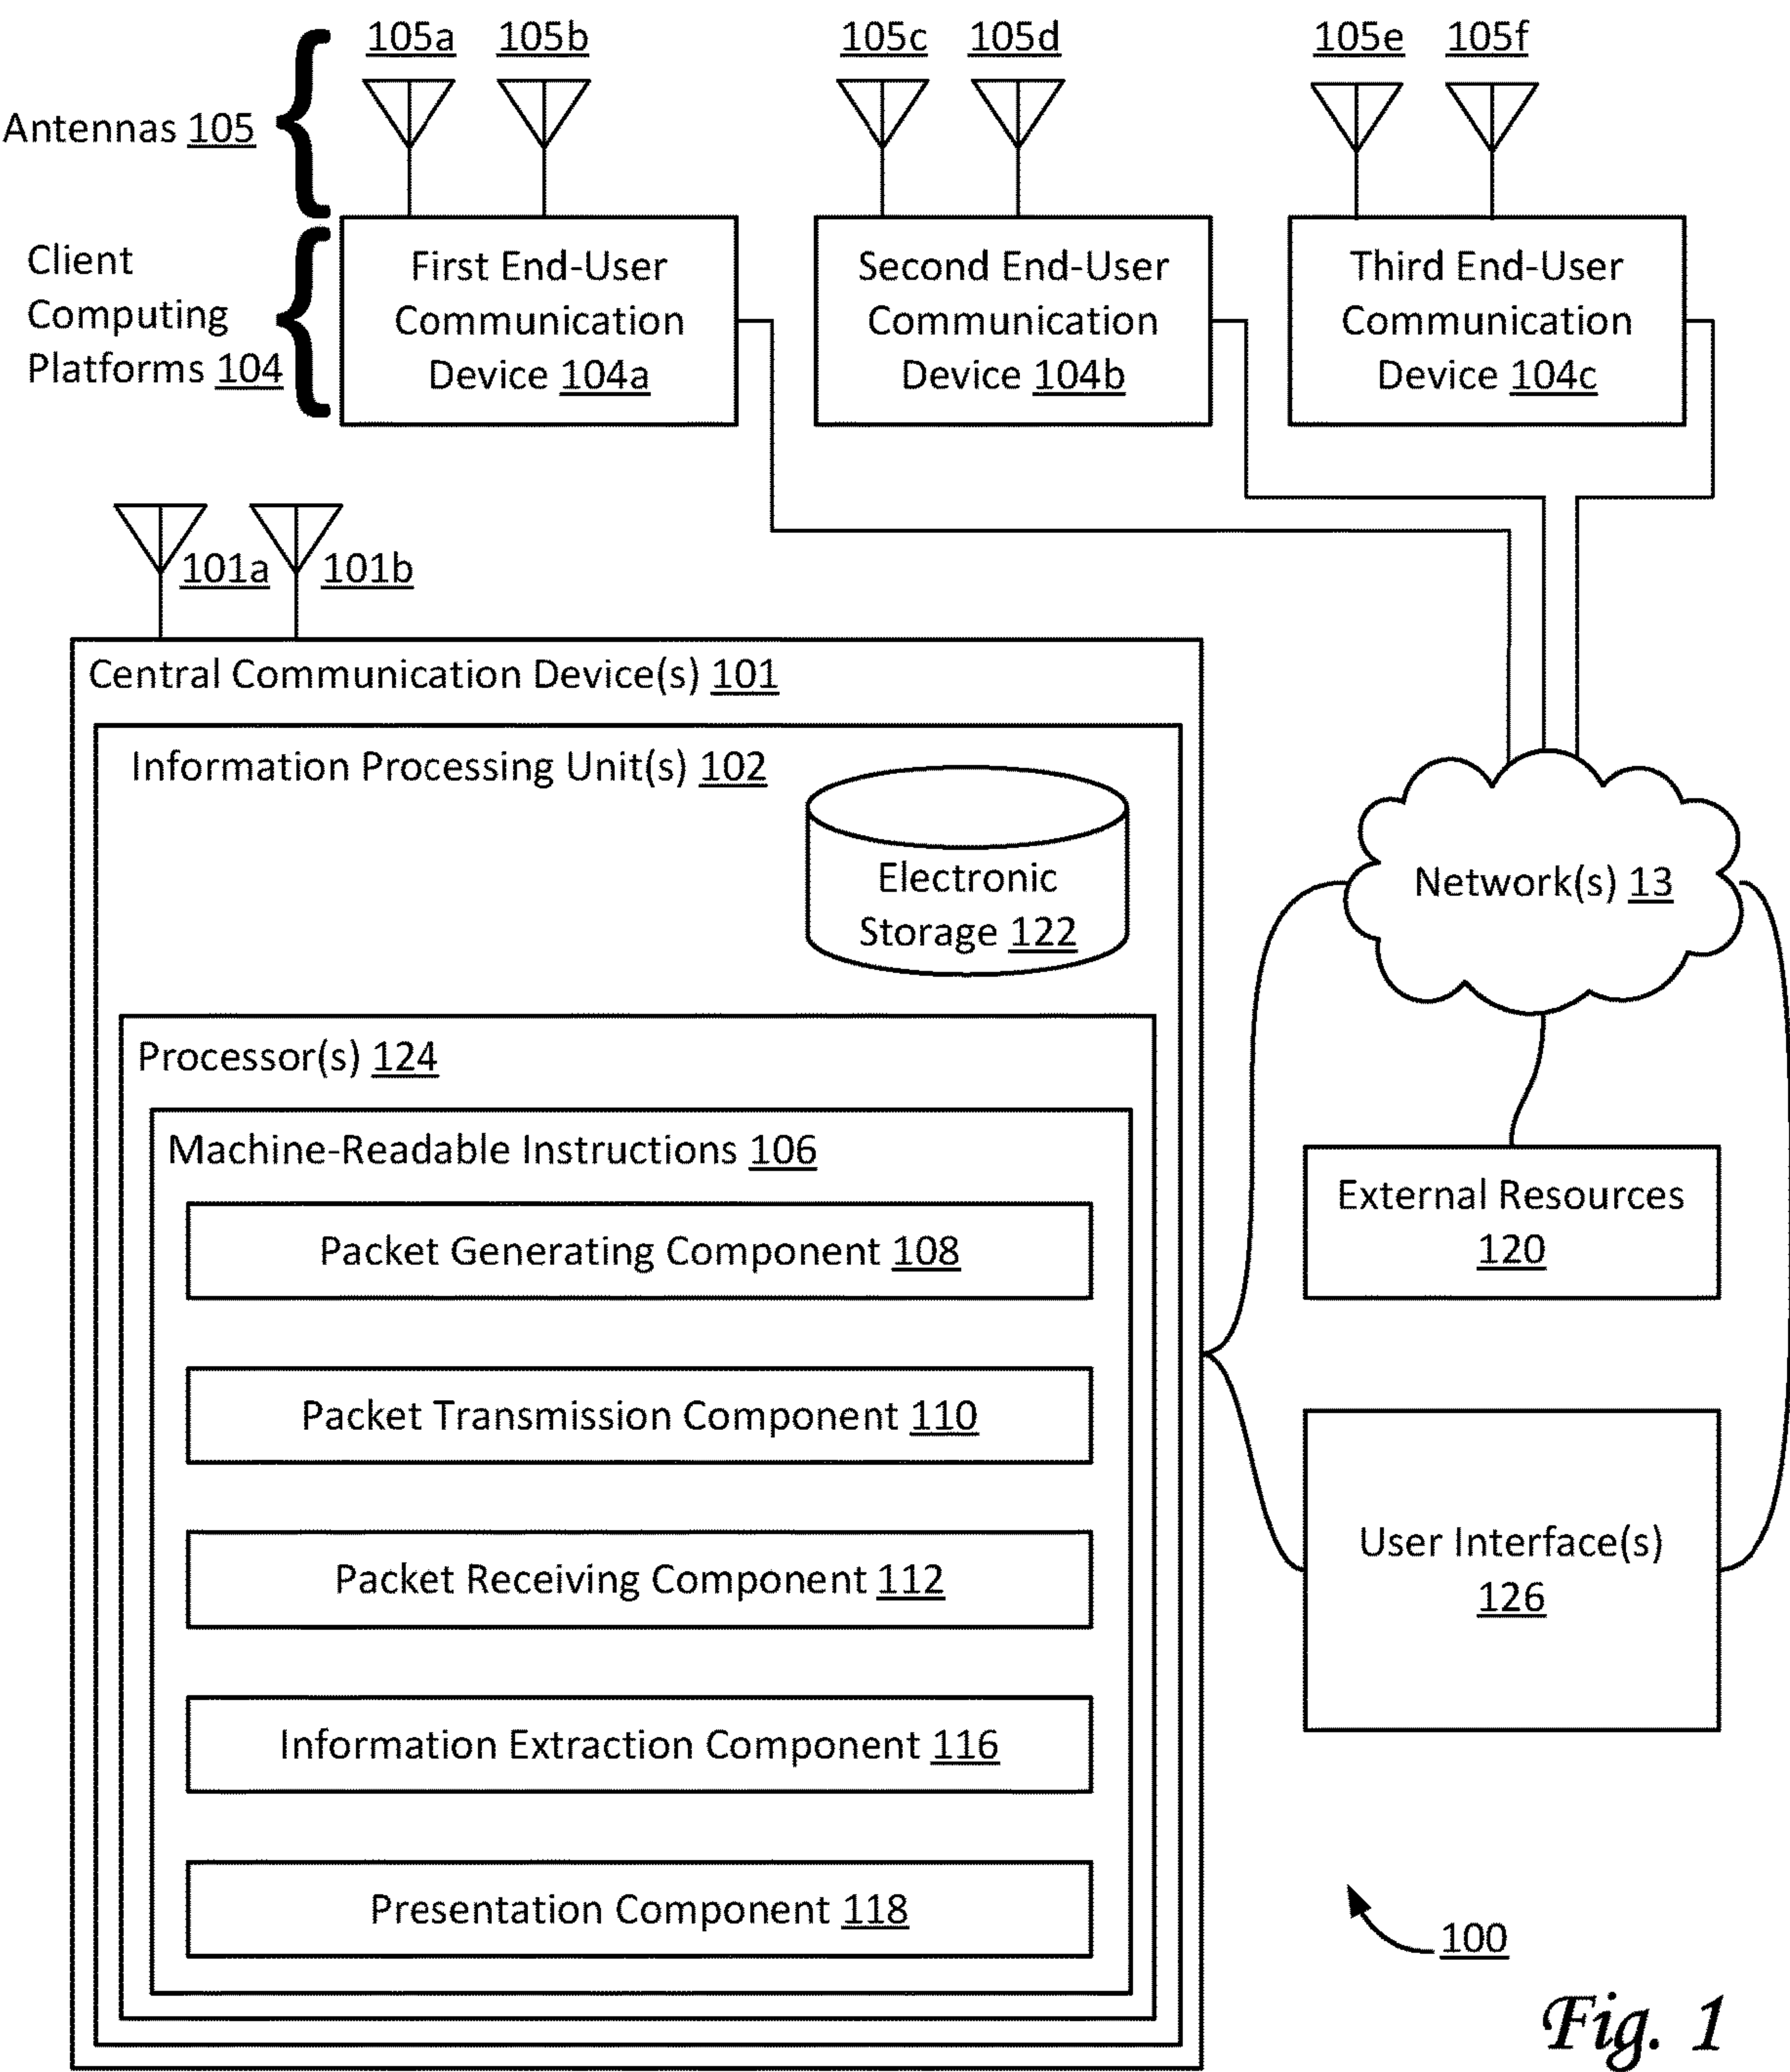 105a 105b 105c 105d 105e 105f
Antennas 105
Client
Computing
Platforms 104
First End-User
Communication
Device 104a
Second End-User
Communication
Device 104b
Third End-User
Communication
Device 104c
101a 101b
Central Communication Device(s) 101
Information Processing Unit(s) 102
Electronic
Storage 122
Network(s) 13
Processor(s) 124
Machine-Readable Instructions 106
Packet Generating Component 108
Packet Transmission Component 110
Packet Receiving Component 112
Information Extraction Component 116
Presentation Component 118
External Resources
120
User Interface(s)
126
100
Fig. 1